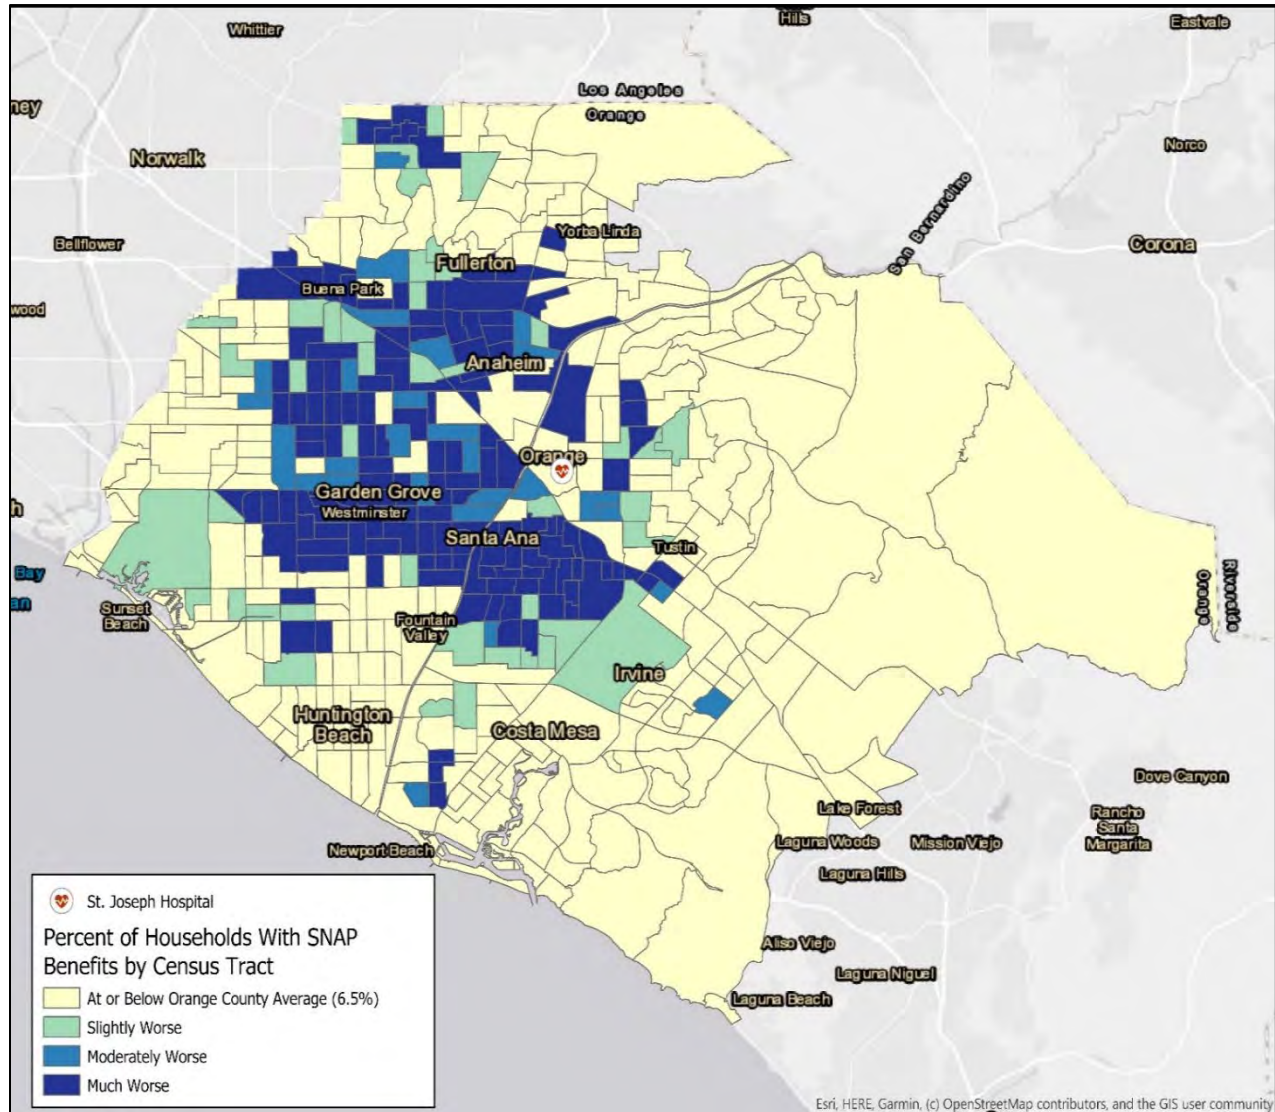 Hills
Eastvale
Whittier
ney
Los Angeles
Orange
Norwalk
Norco
San Bernardino
Yorba Linda
Bellflower
Corona
Fullerton
Buena Park
wood
Anaheim
Orange
Garden Grove
Westminster
h
Santa Ana
Tustin
Bay
an
Riverside
Orange
Sunset
Beach
Fountain
Valley
Irvine
Huntington
Beach
Costa Mesa
Dove Canyon
Lake Forest
Rancho
Santa
Margarita
Laguna Woods
Mission Viejo
Newport Beach
Laguna Hills
St. Joseph Hospital
Percent of Households With SNAP
Benefits by Census Tract
At or Below Orange County Average (6.5%)
Slightly Worse
Moderately Worse
Much Worse
Aliso Viejo
Laguna Niguel
Laguna Beach
Esri, HERE, Garmin, (c) OpenStreetMap contributors, and the GIS user community